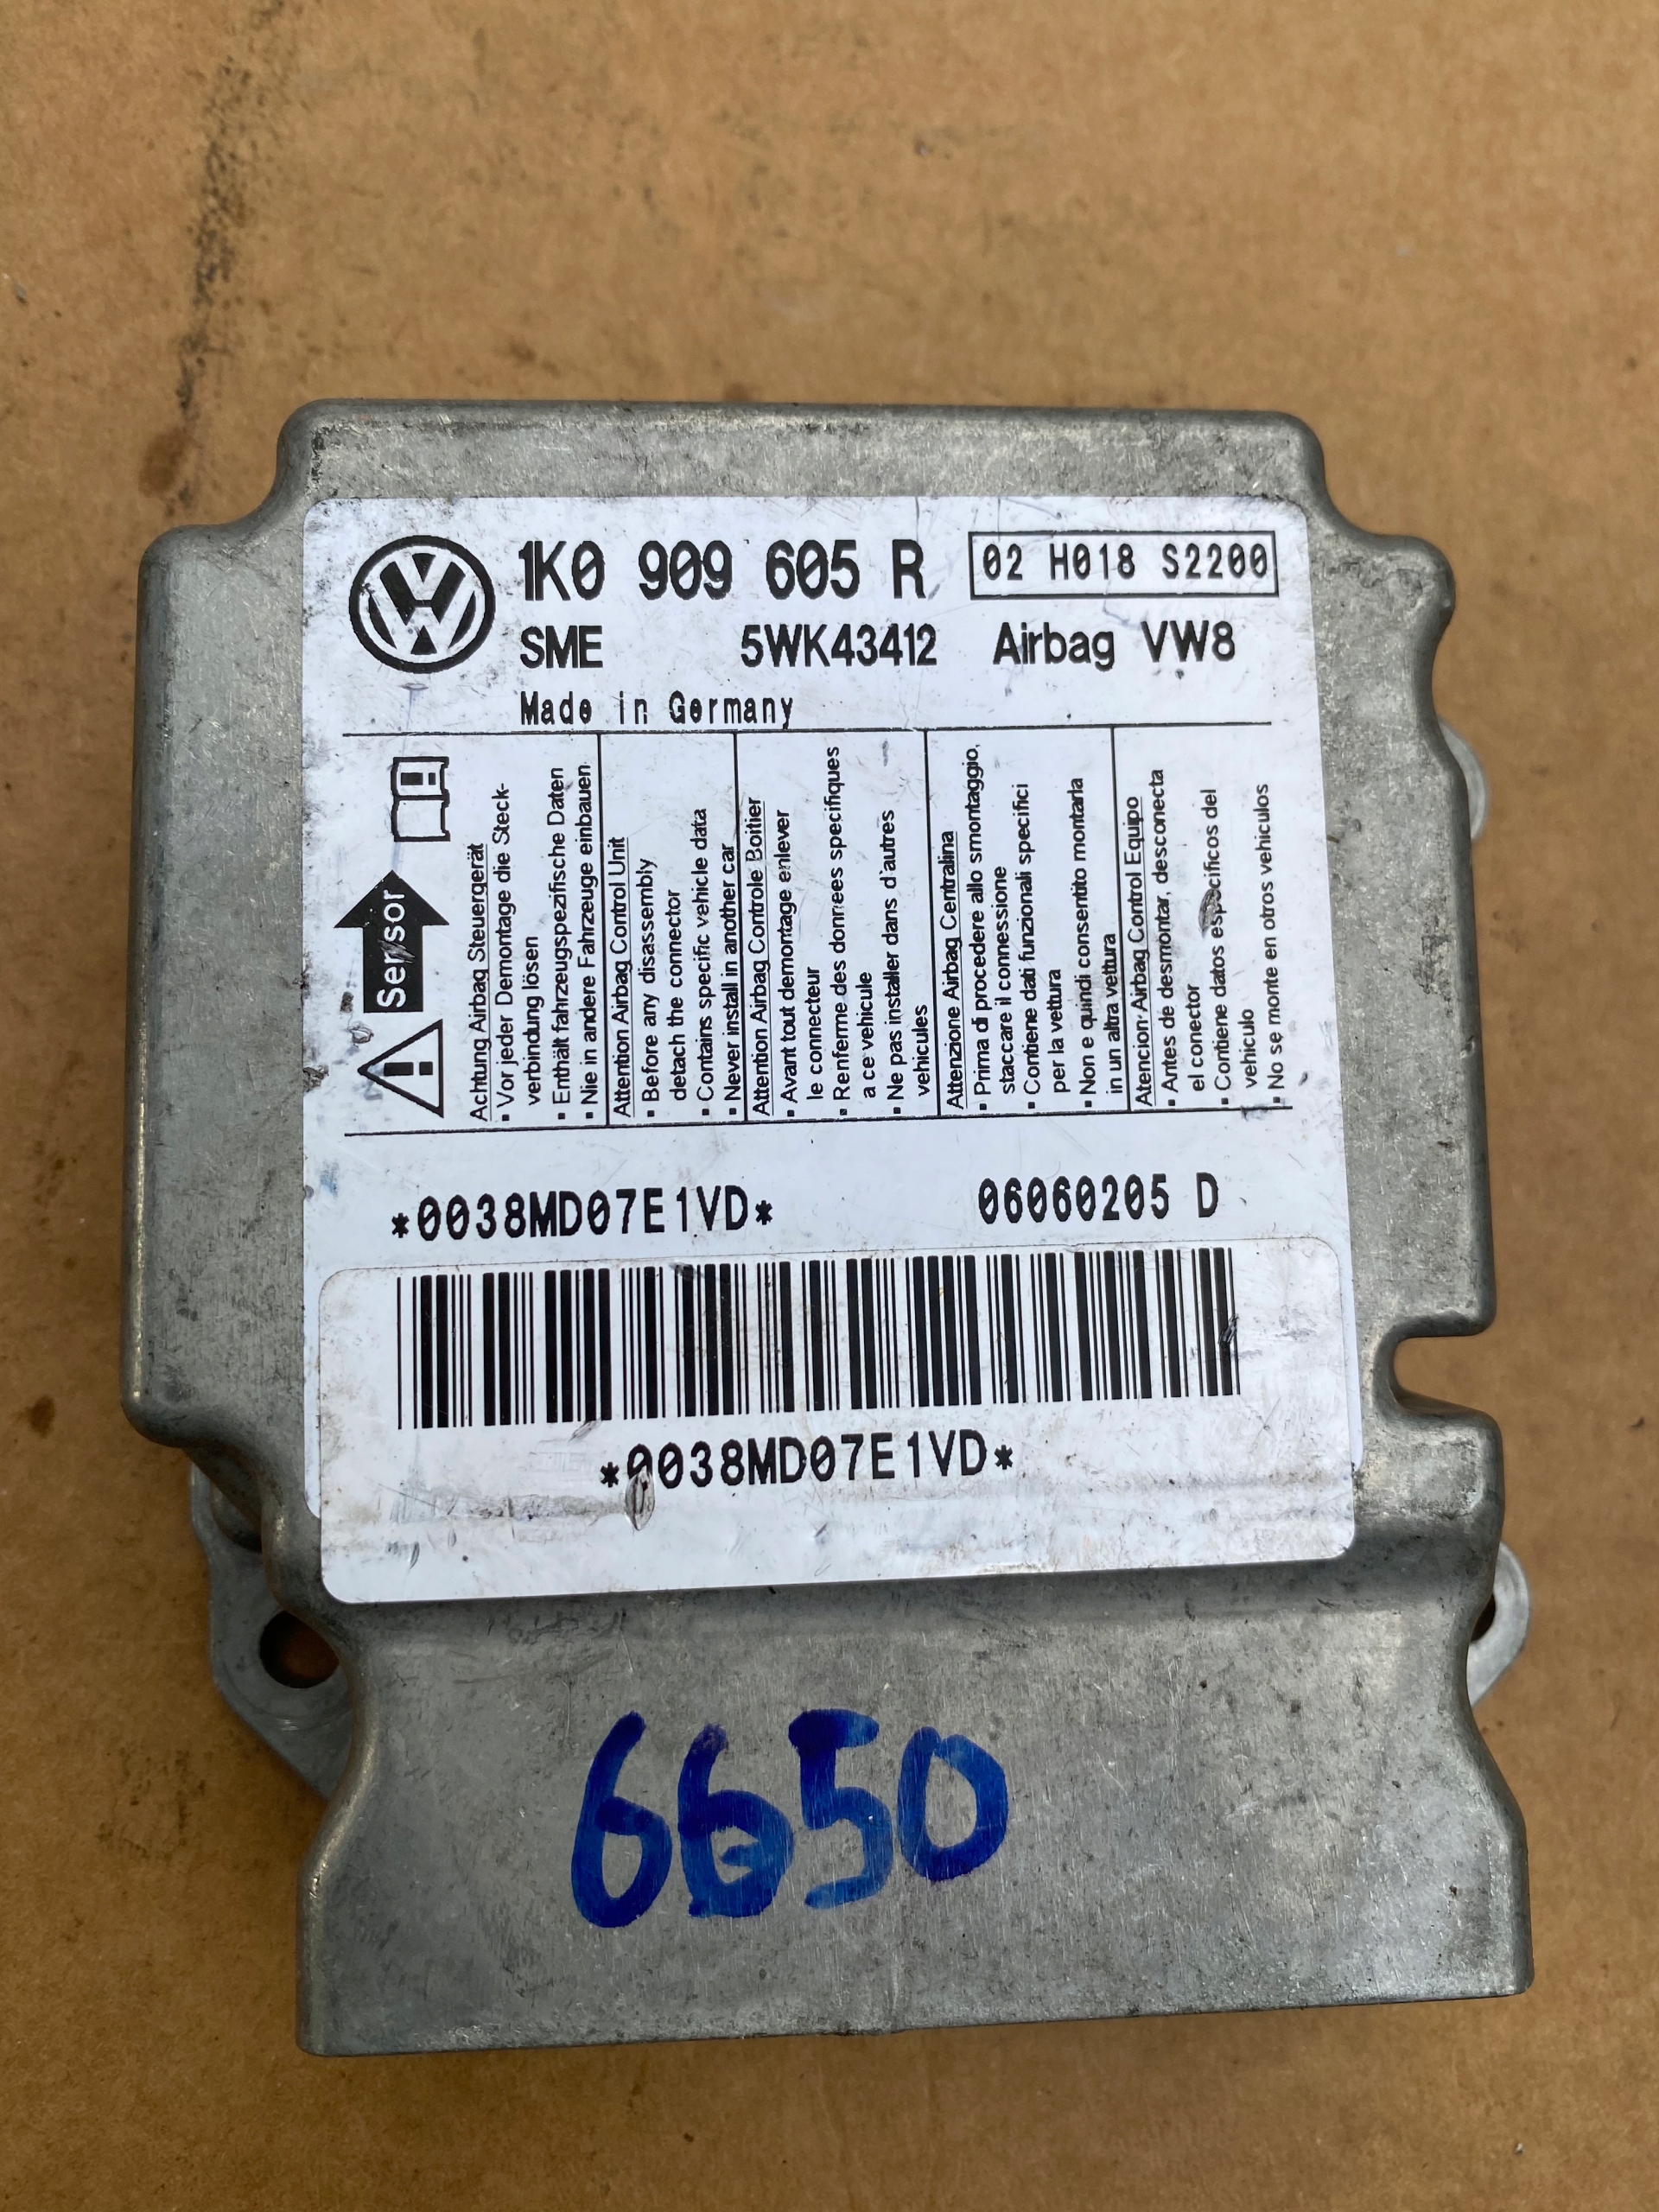 1K0 909 605 R 02 H018 S2200
SME 5WK43412 Airbag VW8
Made in Germany
Sensor
Achtung Airbag Steuergerät
▪ Vor jeder Demontage die Steck-
verbindung lösen
▪ Enthält fahrzeugspezifische Daten
▪ Nie in andere Fahrzeuge einbauen
Attention Airbag Control Unit
▪ Before any disassembly
detach the connector
▪ Contains specific vehicle data
▪ Never install in another car
Attention Airbag Controle Boitier
▪ Avant tout demontage enlever
le connecteur
▪ Renferme des donnees specifiques
a ce vehicule
▪ Ne pas installer dans d'autres
vehicules
Attenzione Airbag Centralina
▪ Prima di procedere allo smontaggio,
staccare il connessione
▪ Contiene dati funzionali specifici
per la vettura
▪ Non e quindi consentito montarla
in un altra vettura
Atencion Airbag Control Equipo
▪ Antes de desmontar, desconecta
el conector
▪ Contiene datos especificos del
vehiculo
▪ No se monte en otros vehiculos
*0038MD07E1VD* 06060205 D
*0038MD07E1VD*
6650